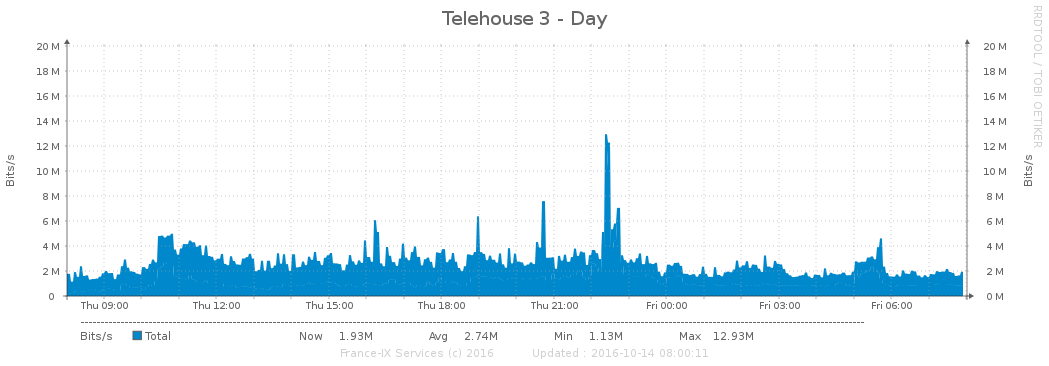 Telehouse 3 - Day
RRDTOOL / TOBI OETIKER
20 M 20 M
18 M 18 M
16 M 16 M
14 M 14 M
12 M 12 M
10 M 10 M
8 M 8 M
6 M 6 M
4 M 4 M
2 M 2 M
0 0 M
Bits/s
Bits/s
Thu 09:00 Thu 12:00 Thu 15:00 Thu 18:00 Thu 21:00 Fri 00:00 Fri 03:00 Fri 06:00
Bits/s Total Now 1.93M Avg 2.74M Min 1.13M Max 12.93M
France-IX Services (c) 2016 Updated : 2016-10-14 08:00:11